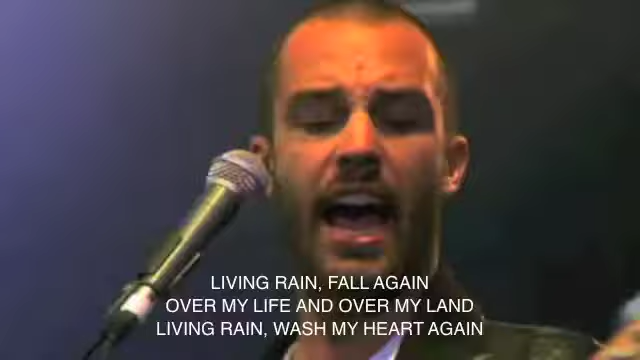 LIVING RAIN, FALL AGAIN
OVER MY LIFE AND OVER MY LAND
LIVING RAIN, WASH MY HEART AGAIN